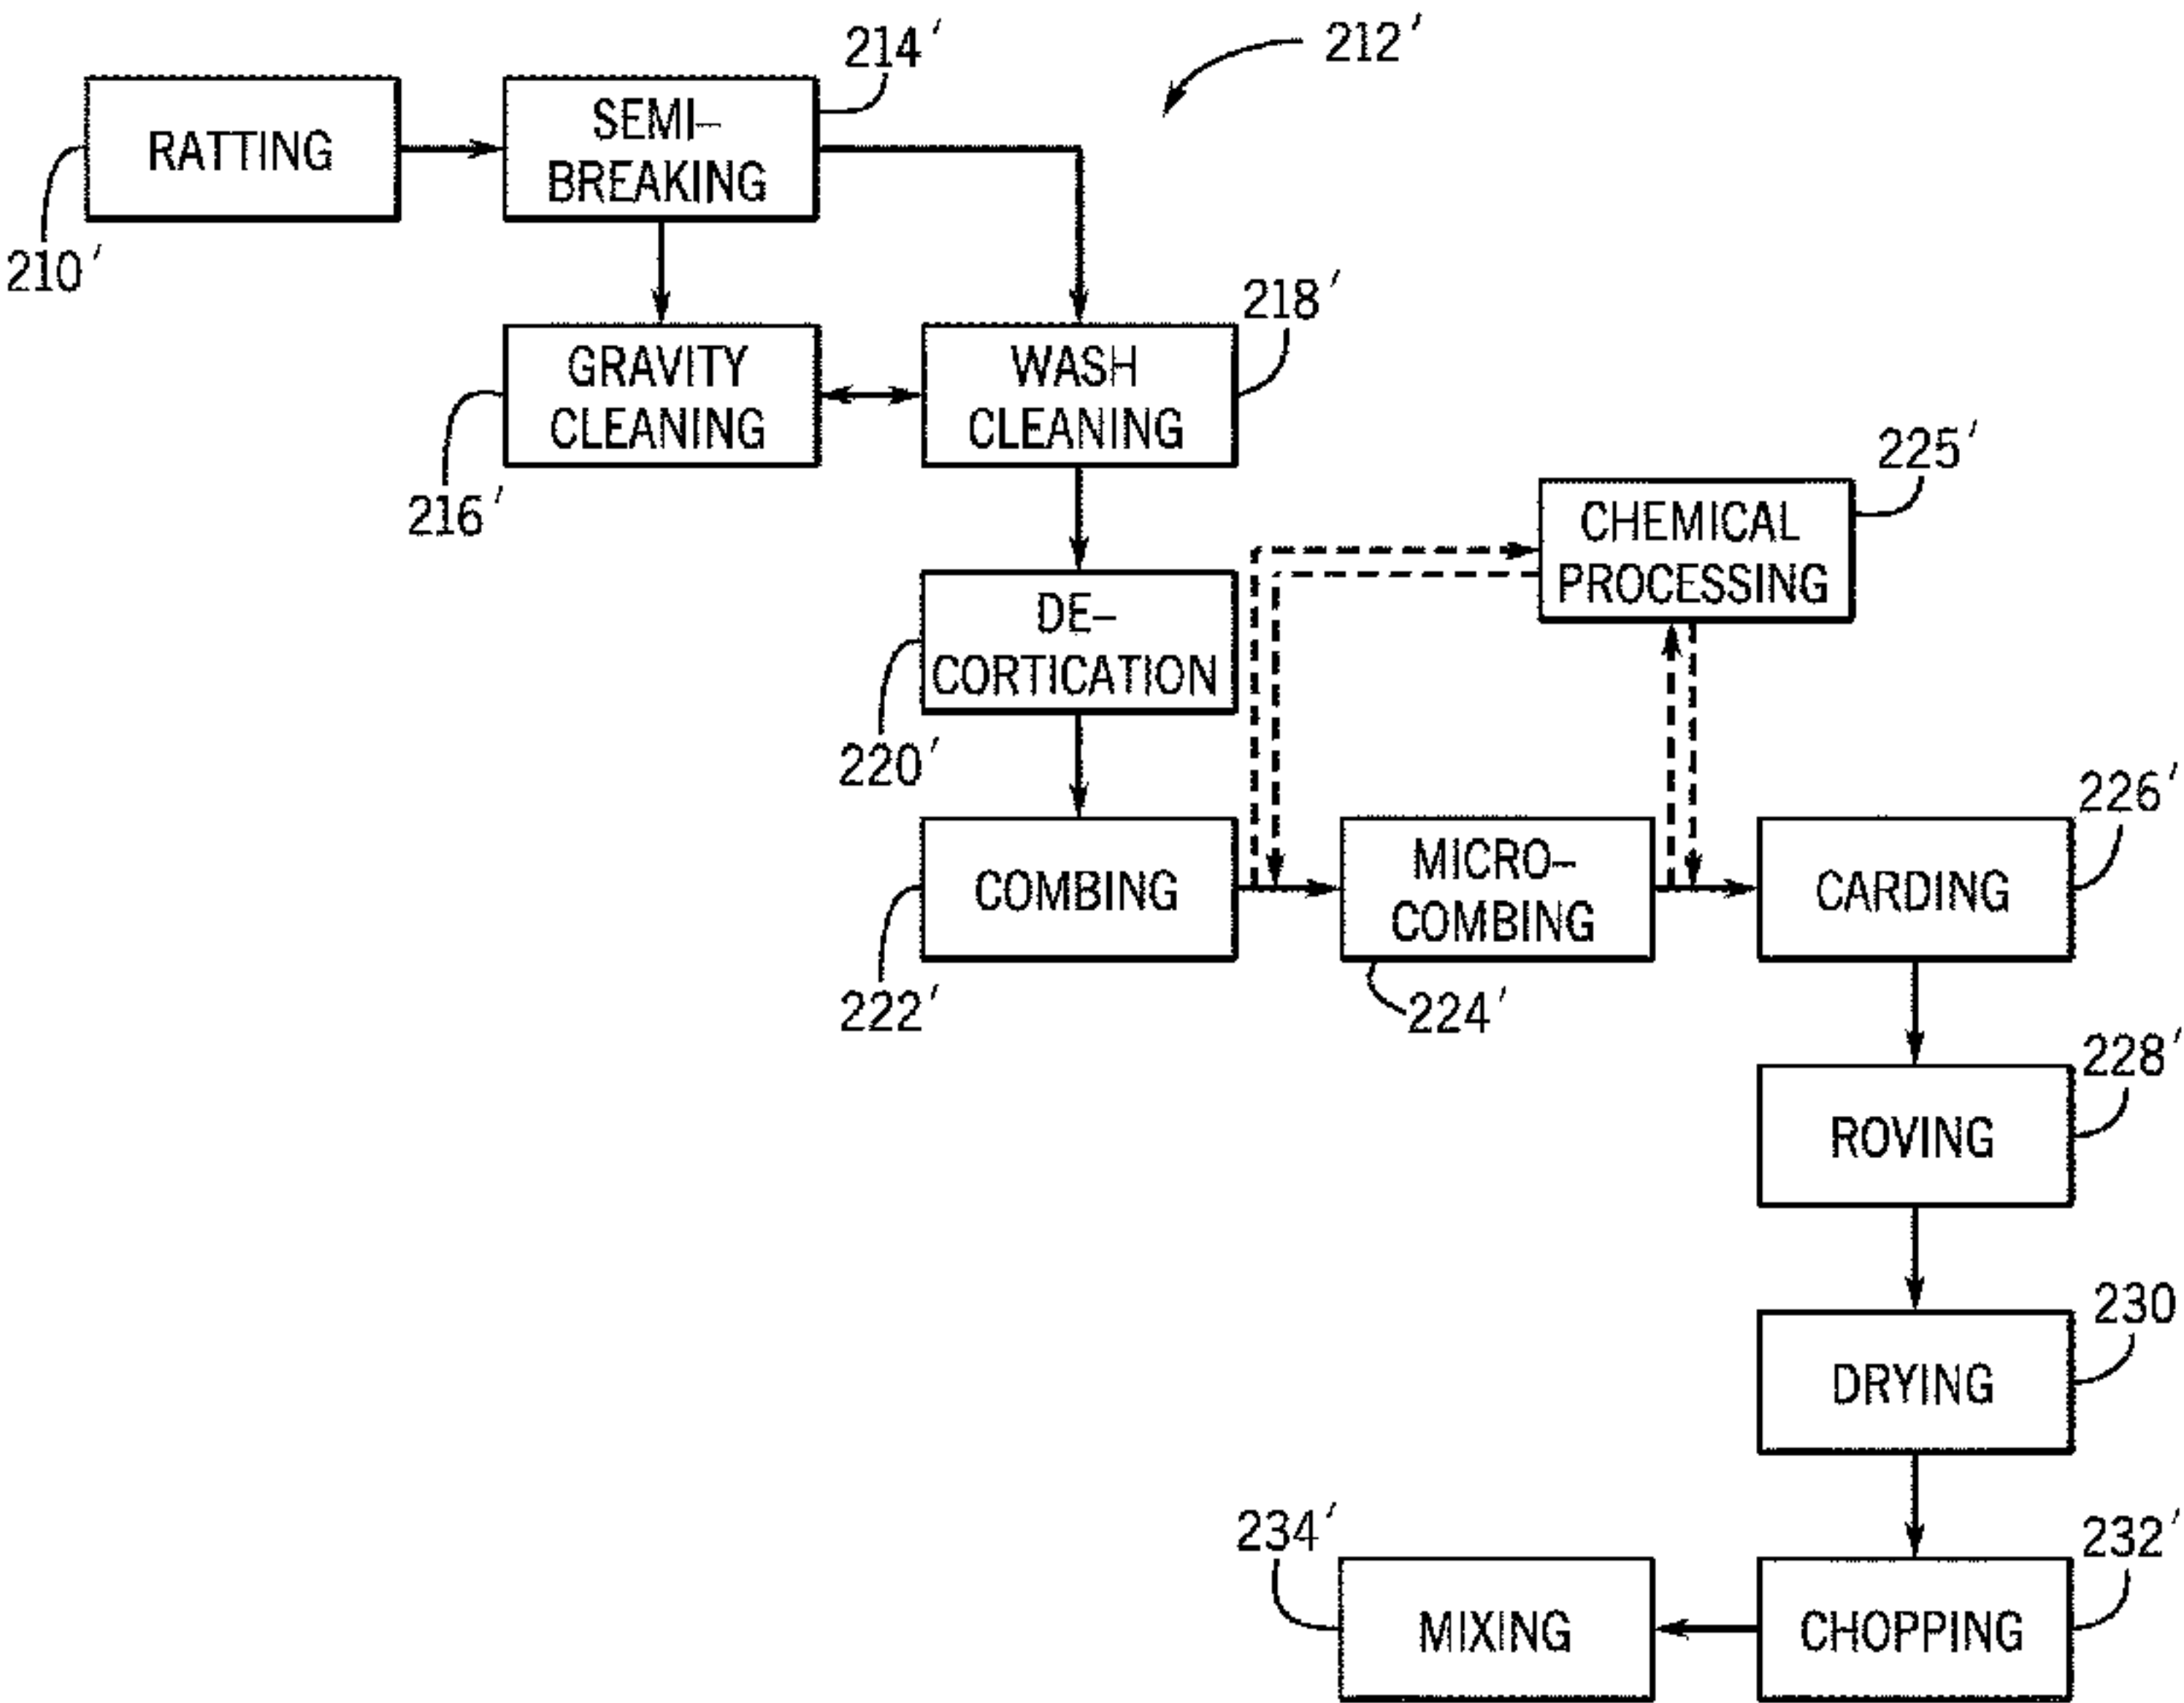 214′
212′
RATTING
SEMI–
BREAKING
210′
218′
GRAVITY
CLEANING
WASH
CLEANING
216′
225′
CHEMICAL
PROCESSING
DE–
CORTICATION
220′
226′
COMBING
MICRO–
COMBING
CARDING
222′
224′
228′
ROVING
230
DRYING
234′
232′
MIXING
CHOPPING